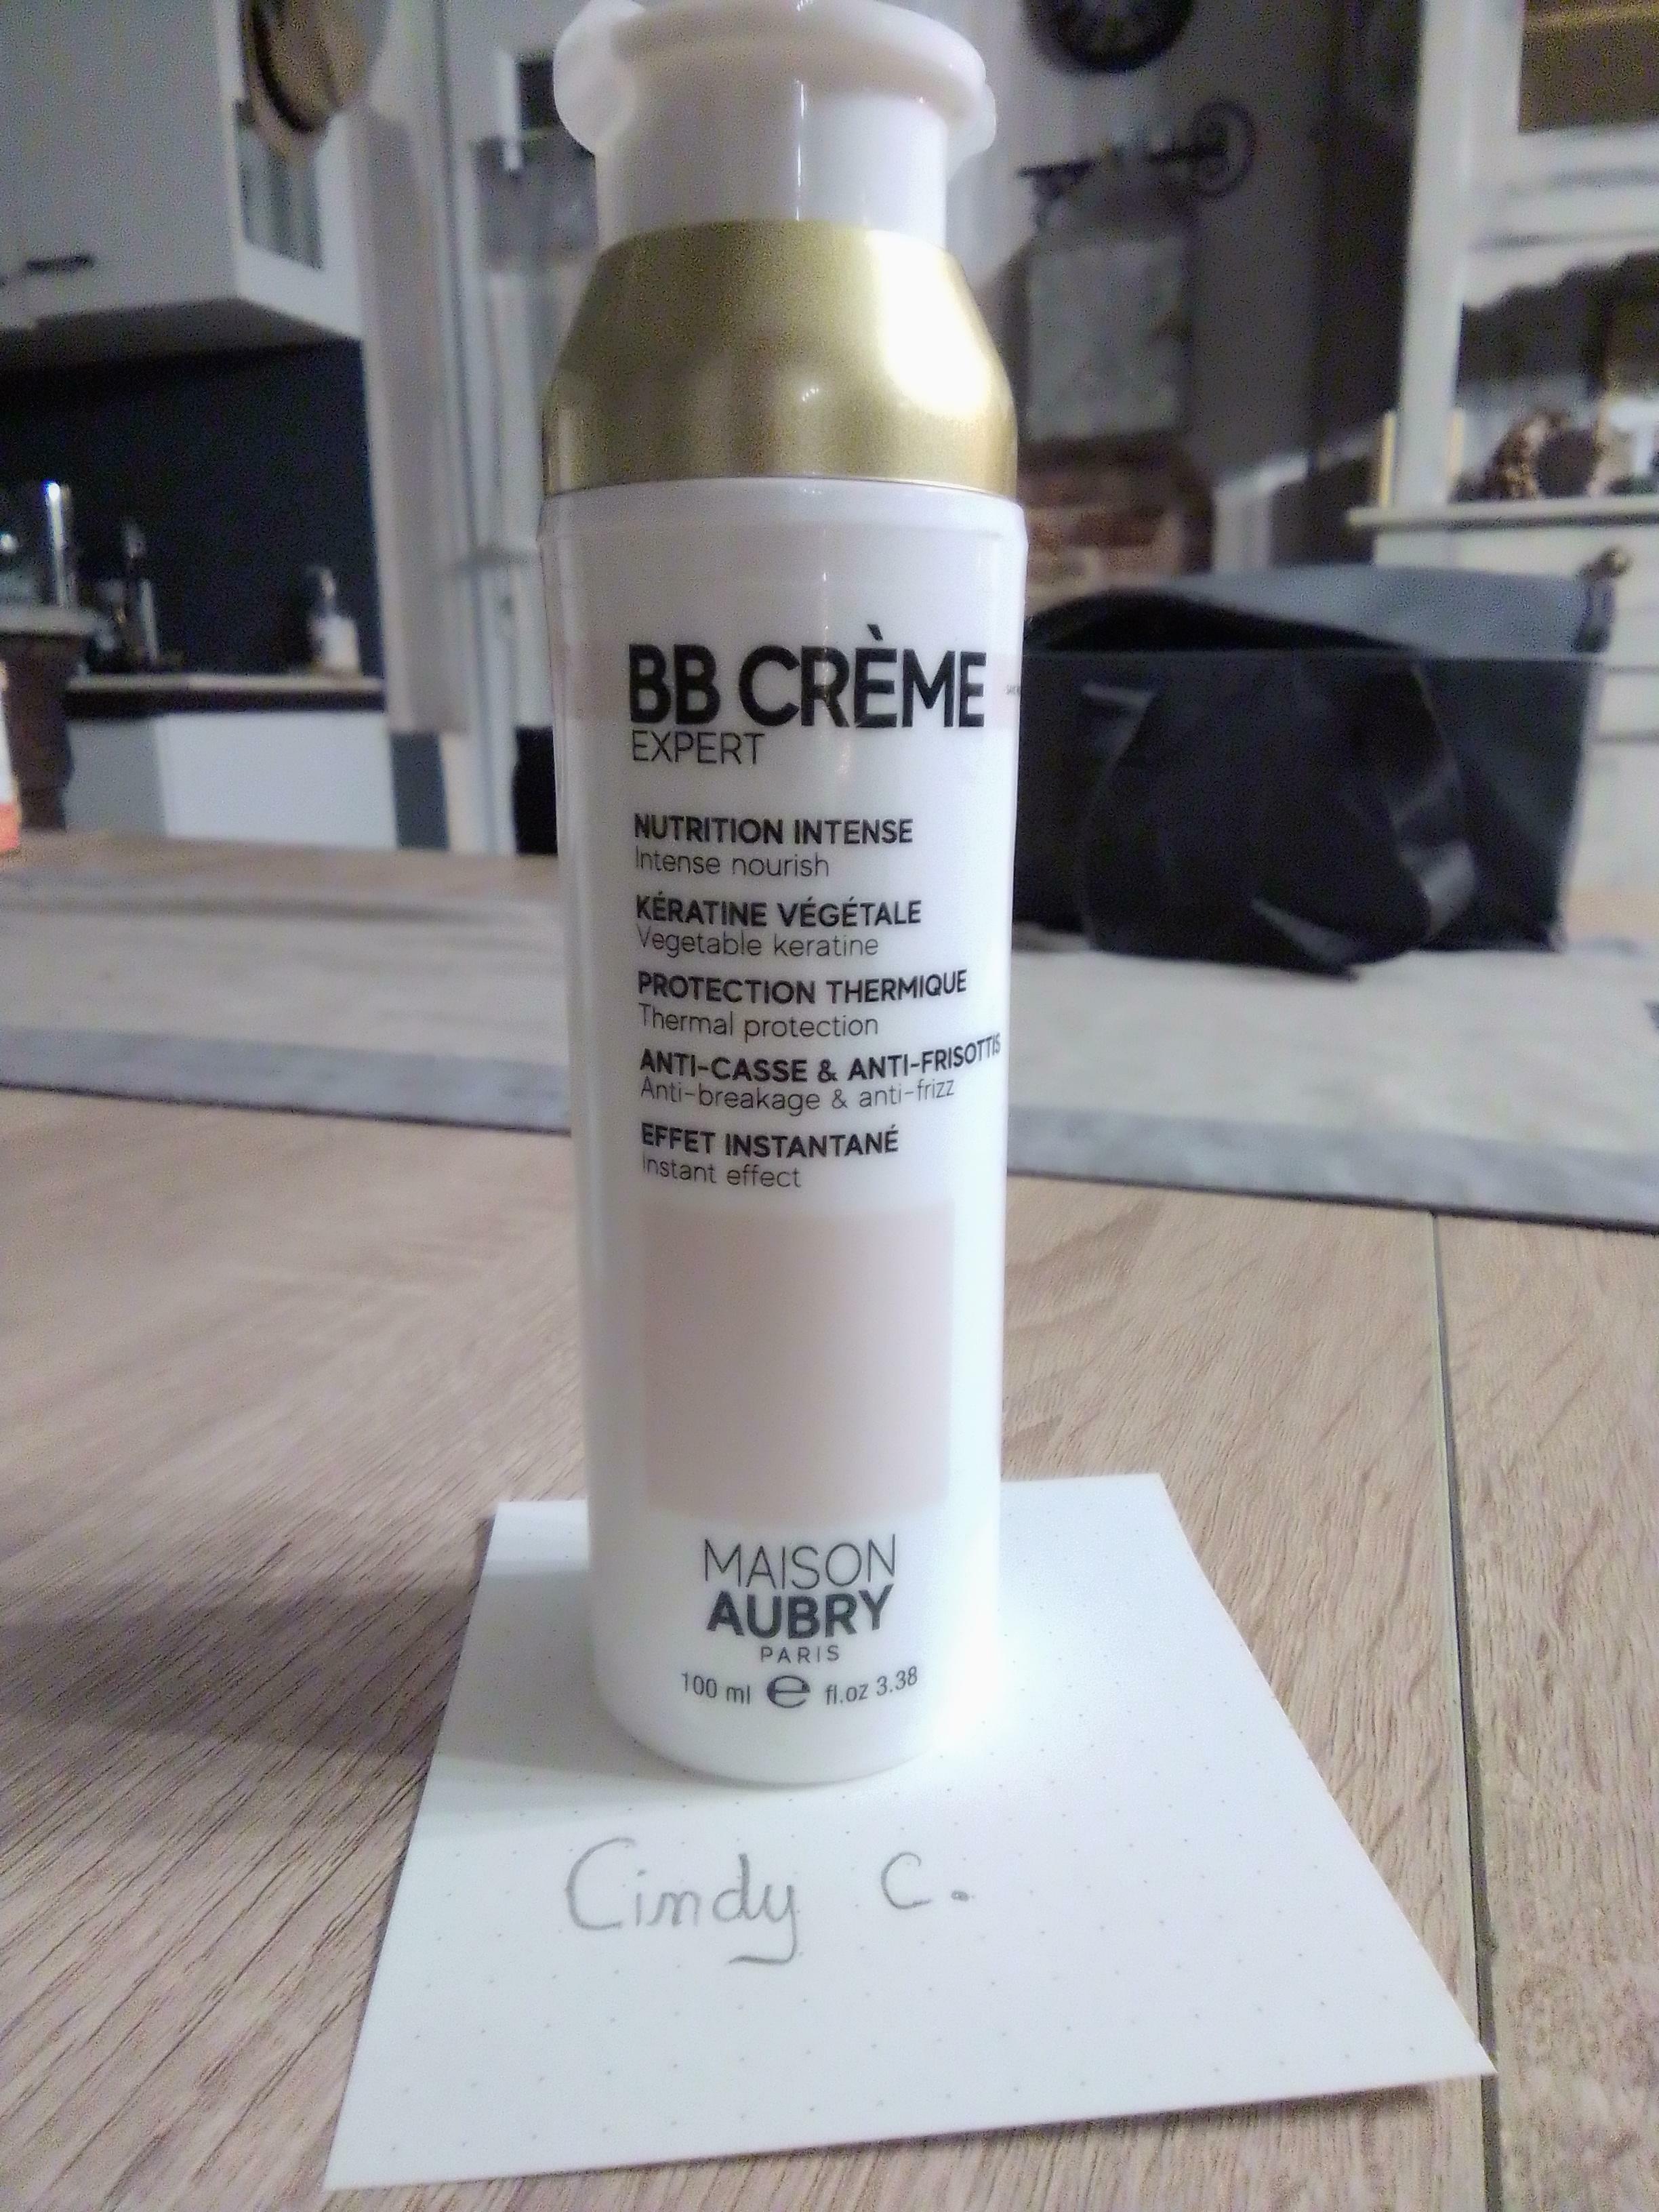 BB CRÈME
EXPERT
NUTRITION INTENSE
Intense nourish
KÉRATINE VÉGÉTALE
Vegetable keratine
PROTECTION THERMIQUE
Thermal protection
ANTI-CASSE & ANTI-FRISOTTIS
Anti-breakage & anti-frizz
EFFET INSTANTANÉ
Instant effect
MAISON
AUBRY
PARIS
100 ml e fl.oz 3.38
Cindy C.